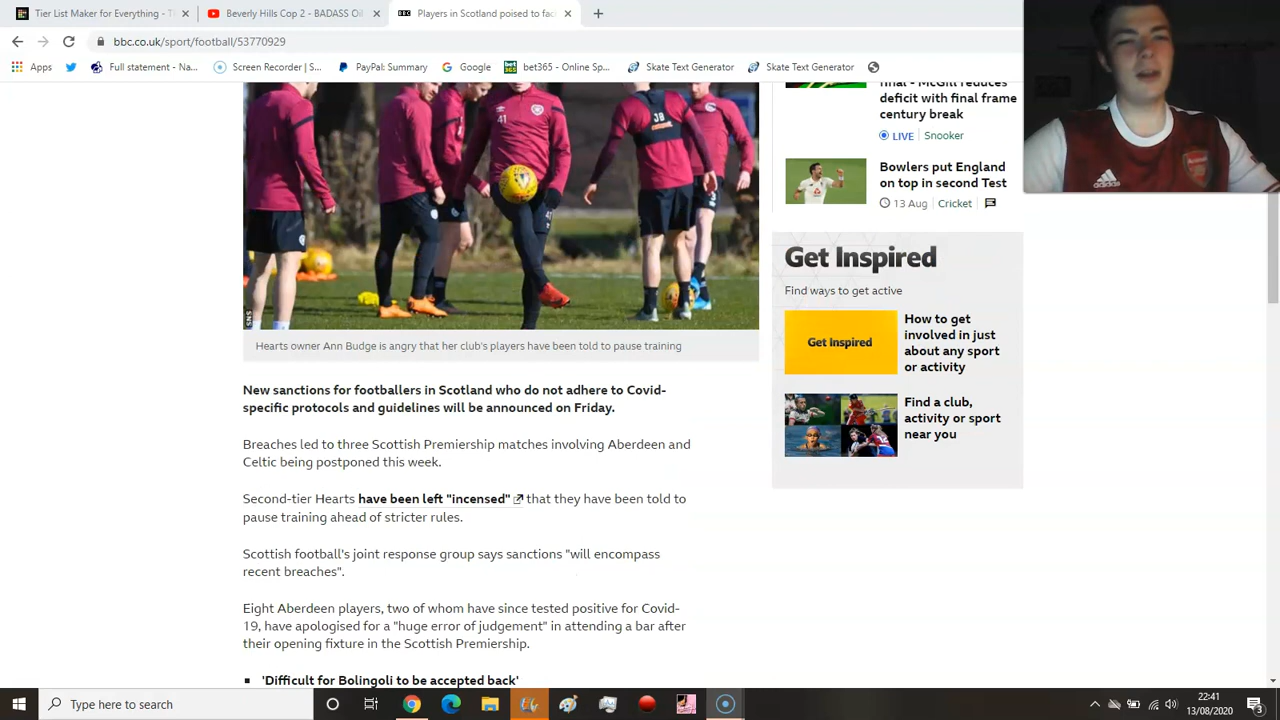 Tier List Maker for Everything - Ti
Beverly Hills Cop 2 - BADASS Oil
Players in Scotland poised to fac
bbc.co.uk/sport/football/53770929
Apps
Full statement - Na...
Screen Recorder | S...
PayPal: Summary
Google
bet365 - Online Sp...
Skate Text Generator
Skate Text Generator
41
JB
41
SNS
Hearts owner Ann Budge is angry that her club's players have been told to pause training
New sanctions for footballers in Scotland who do not adhere to Covid-
specific protocols and guidelines will be announced on Friday.
Breaches led to three Scottish Premiership matches involving Aberdeen and
Celtic being postponed this week.
Second-tier Hearts have been left "incensed" that they have been told to
pause training ahead of stricter rules.
Scottish football's joint response group says sanctions "will encompass
recent breaches".
Eight Aberdeen players, two of whom have since tested positive for Covid-
19, have apologised for a "huge error of judgement" in attending a bar after
their opening fixture in the Scottish Premiership.
'Difficult for Bolingoli to be accepted back'
final - McGill reduces
deficit with final frame
century break
LIVE
Snooker
Bowlers put England
on top in second Test
13 Aug
Cricket
Get Inspired
Find ways to get active
Get Inspired
How to get
involved in just
about any sport
or activity
Find a club,
activity or sport
near you
adidas
Arsenal
Type here to search
22:41
13/08/2020
3